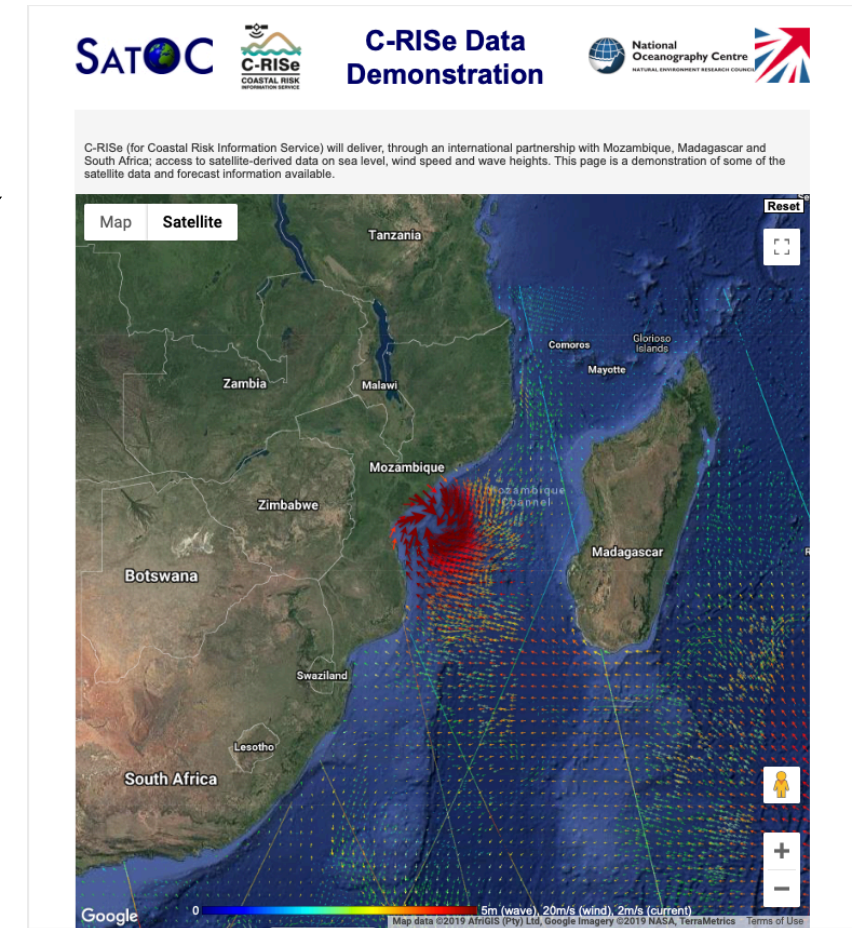 SATOC
C-RISe
COASTAL RISK
INFORMATION SERVICE
C-RISe Data
Demonstration
National
Oceanography Centre
NATURAL ENVIRONMENT RESEARCH COUNCIL
C-RISe (for Coastal Risk Information Service) will deliver, through an international partnership with Mozambique, Madagascar and
South Africa; access to satellite-derived data on sea level, wind speed and wave heights. This page is a demonstration of some of the
satellite data and forecast information available.
Map
Satellite
Reset
Tanzania
Comoros
Glorioso
Islands
Mayotte
Zambia
Malawi
Mozambique
Mozambique
Channel
Zimbabwe
Madagascar
Botswana
Swaziland
Lesotho
South Africa
Google
0
5m (wave), 20m/s (wind), 2m/s (current)
Map data ©2019 AfriGIS (Pty) Ltd, Google Imagery ©2019 NASA, TerraMetrics
Terms of Use